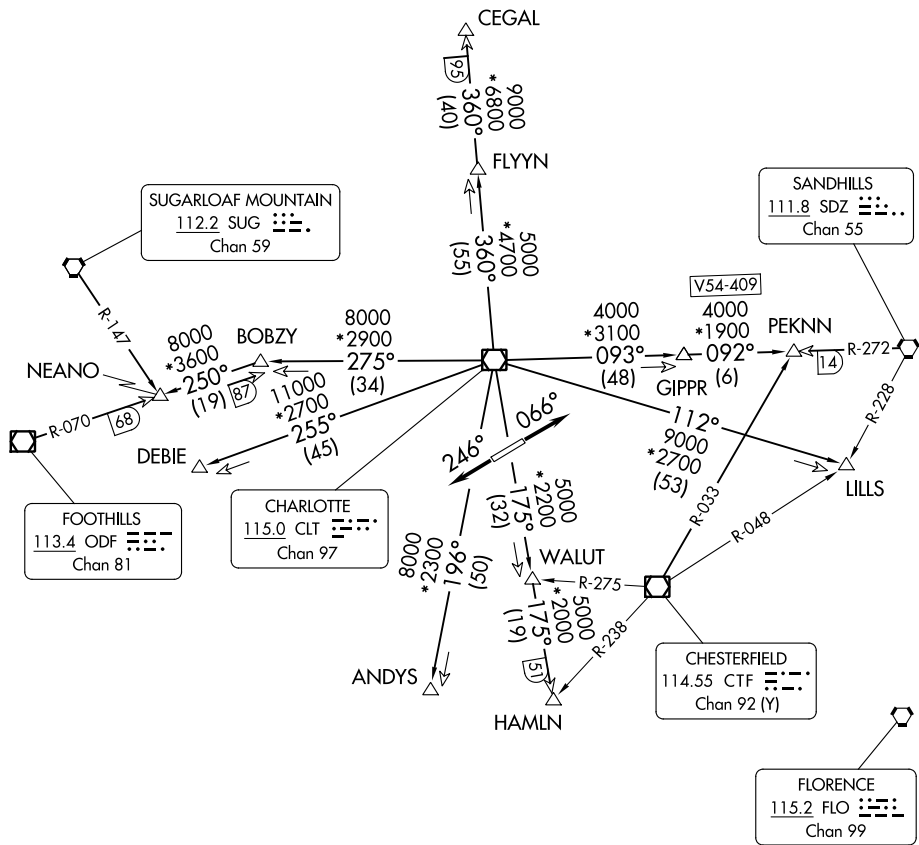 CEGAL
95
360°
(40)
9000
*6800
FLYYN
360°
(55)
5000
*4700
SUGARLOAF MOUNTAIN
112.2 SUG
Chan 59
SANDHILLS
111.8 SDZ
Chan 55
R-147
NEANO
8000
*3600
250°
(19)
87
BOBZY
8000
*2900
275°
(34)
4000
*3100
093°
(48)
GIPPR
V54-409
4000
*1900
092°
(6)
PEKNN
14
R-272
R-228
R-070
68
DEBIE
11000
*2700
255°
(45)
246°
066°
112°
9000
*2700
(53)
LILLS
FOOTHILLS
113.4 ODF
Chan 81
CHARLOTTE
115.0 CLT
Chan 97
5000
*2200
175°
(32)
R-033
R-048
8000
*2300
196°
(50)
WALUT
R-275
5000
*2000
175°
(19)
51
R-238
ANDYS
HAMLN
CHESTERFIELD
114.55 CTF
Chan 92 (Y)
FLORENCE
115.2 FLO
Chan 99